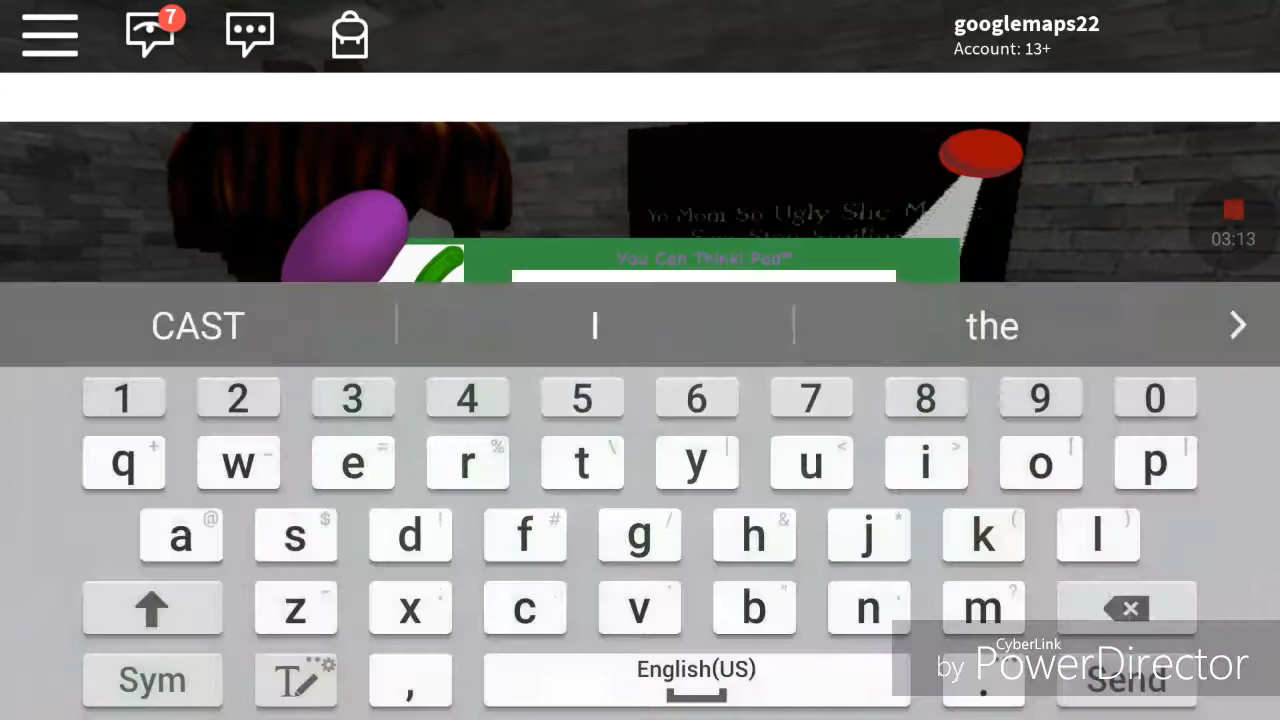 7
googlemaps22
Account: 13+
Yo Mom So Ugly She M
03:13
You Can Think! Pad™
CAST I the
1 2 3 4 5 6 7 8 9 0
q + w - e = r % t \ y | u < i > o [ p ]
a @ s $ d ! f # g / h & j * k ( l )
z x c v b " n m ?
CyberLink
Sym T , English(US) . Send
by PowerDirector